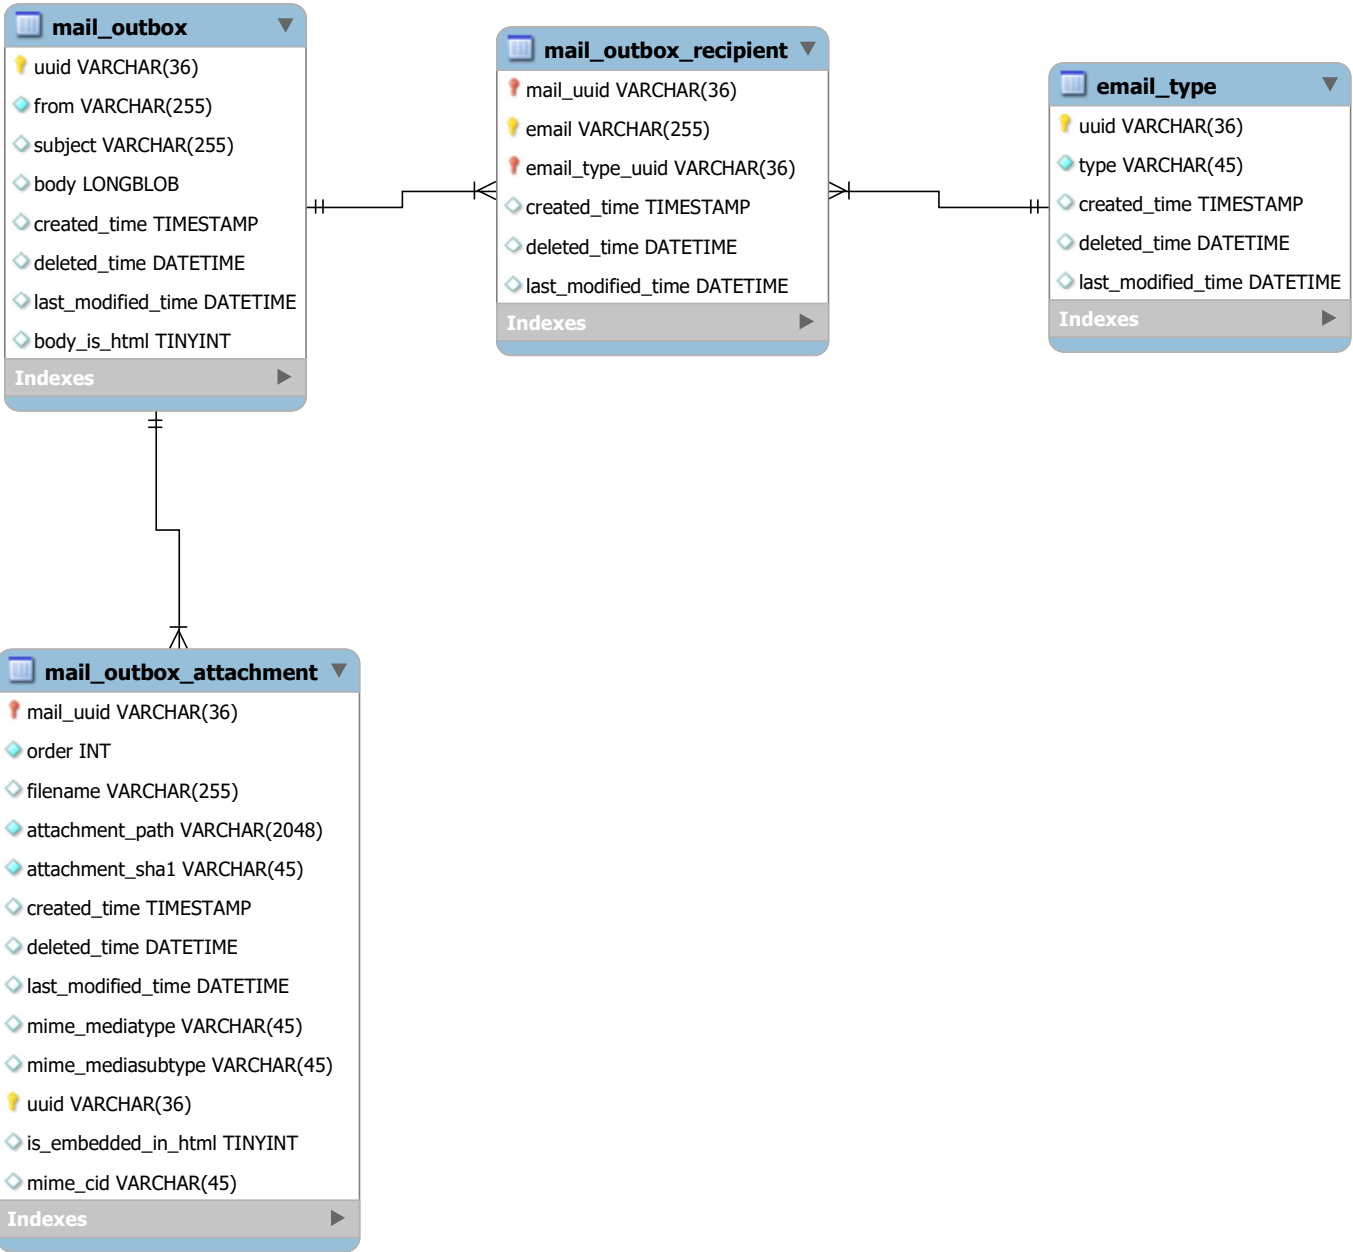 mail_outbox
uuid VARCHAR(36)
from VARCHAR(255)
subject VARCHAR(255)
body LONGBLOB
created_time TIMESTAMP
deleted_time DATETIME
last_modified_time DATETIME
body_is_html TINYINT
Indexes
mail_outbox_recipient
mail_uuid VARCHAR(36)
email VARCHAR(255)
email_type_uuid VARCHAR(36)
created_time TIMESTAMP
deleted_time DATETIME
last_modified_time DATETIME
Indexes
email_type
uuid VARCHAR(36)
type VARCHAR(45)
created_time TIMESTAMP
deleted_time DATETIME
last_modified_time DATETIME
Indexes
mail_outbox_attachment
mail_uuid VARCHAR(36)
order INT
filename VARCHAR(255)
attachment_path VARCHAR(2048)
attachment_sha1 VARCHAR(45)
created_time TIMESTAMP
deleted_time DATETIME
last_modified_time DATETIME
mime_mediatype VARCHAR(45)
mime_mediasubtype VARCHAR(45)
uuid VARCHAR(36)
is_embedded_in_html TINYINT
mime_cid VARCHAR(45)
Indexes